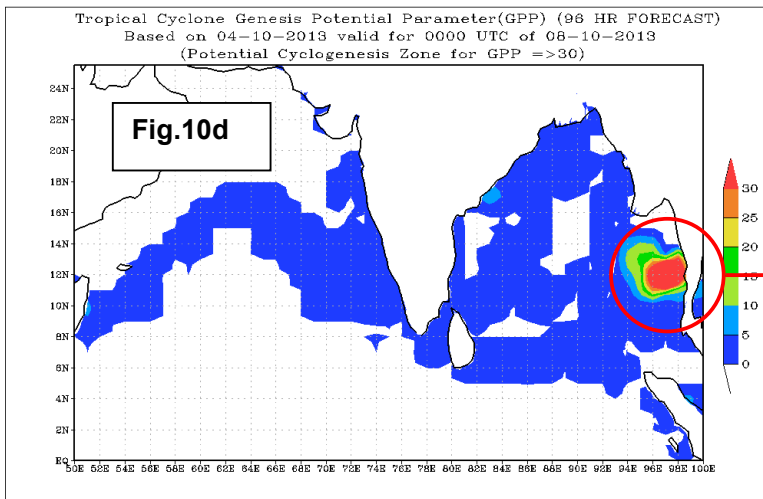 Tropical Cyclone Genesis Potential Parameter(GPP) (96 HR FORECAST)
Based on 04-10-2013 valid for 0000 UTC of 08-10-2013
(Potential Cyclogenesis Zone for GPP =>30)
Fig.10d
24N
22N
20N
18N
16N
14N
12N
10N
8N
6N
4N
2N
EQ
50E 52E 54E 56E 58E 60E 62E 64E 66E 68E 70E 72E 74E 76E 78E 80E 82E 84E 86E 88E 90E 92E 94E 96E 98E 100E
30
25
20
15
10
5
0